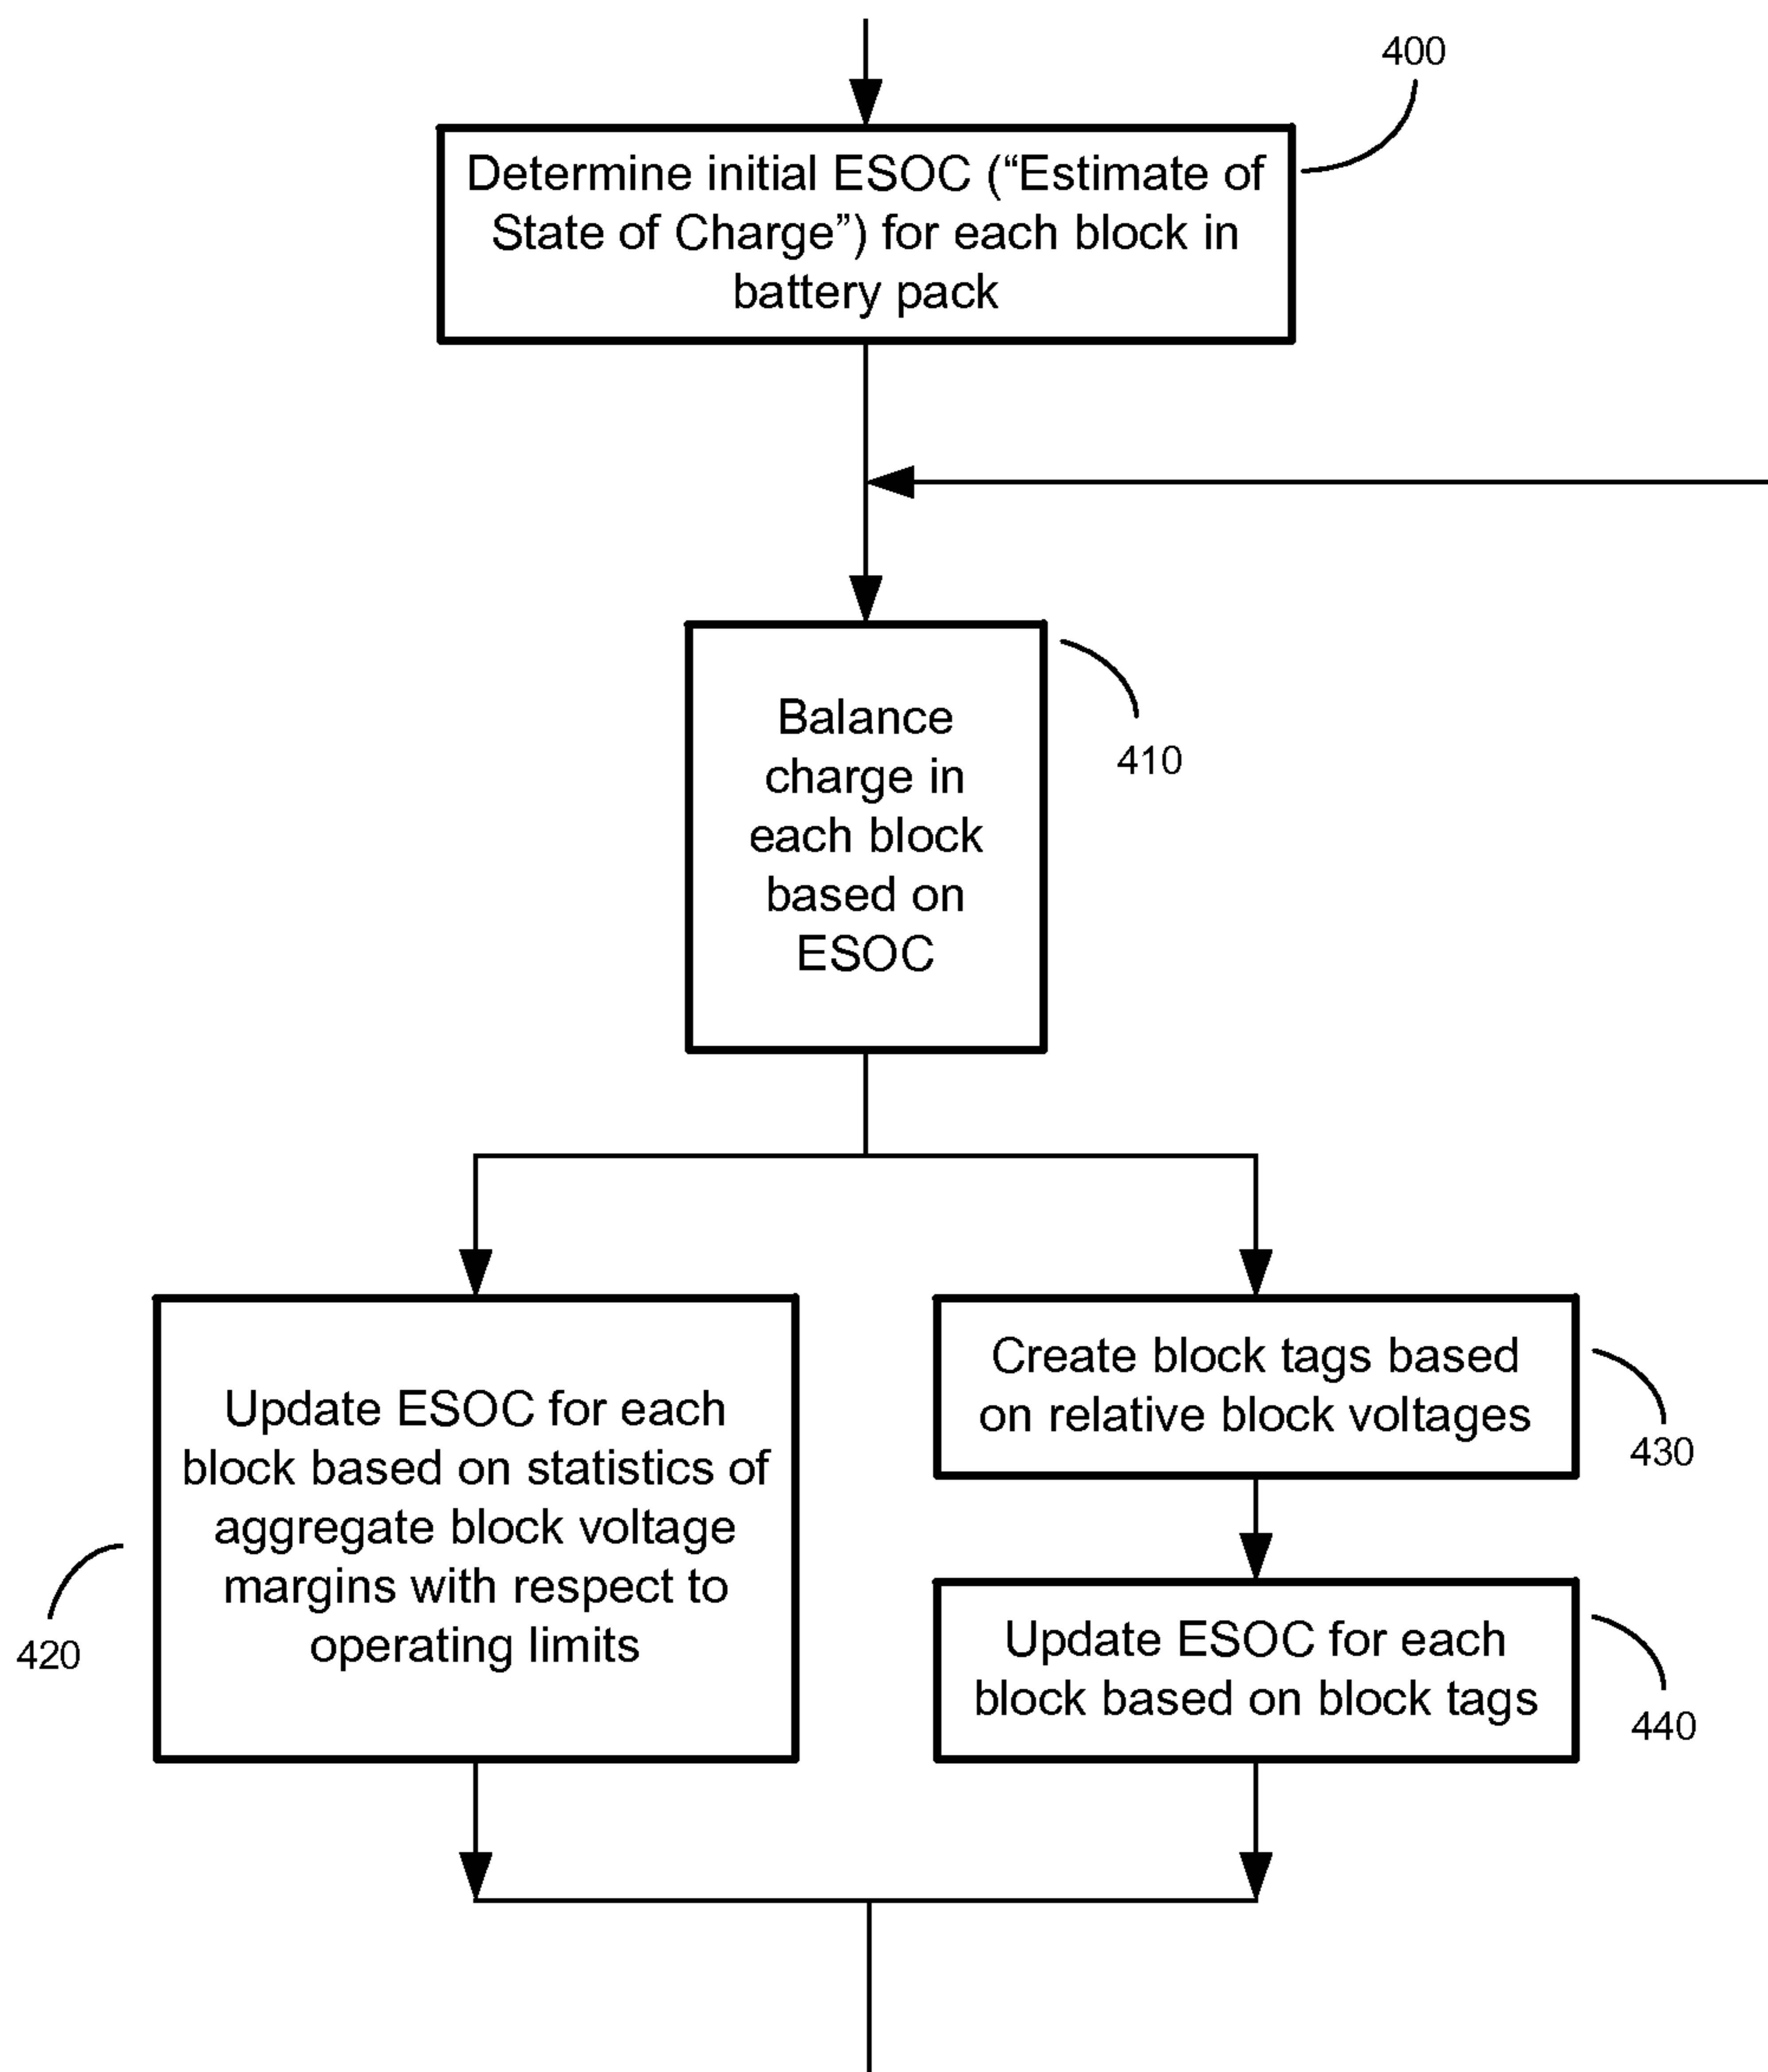 400
Determine initial ESOC (“Estimate of
State of Charge”) for each block in
battery pack
Balance
charge in
each block
based on
ESOC
410
Update ESOC for each
block based on statistics of
aggregate block voltage
margins with respect to
operating limits
420
Create block tags based
on relative block voltages
430
Update ESOC for each
block based on block tags
440